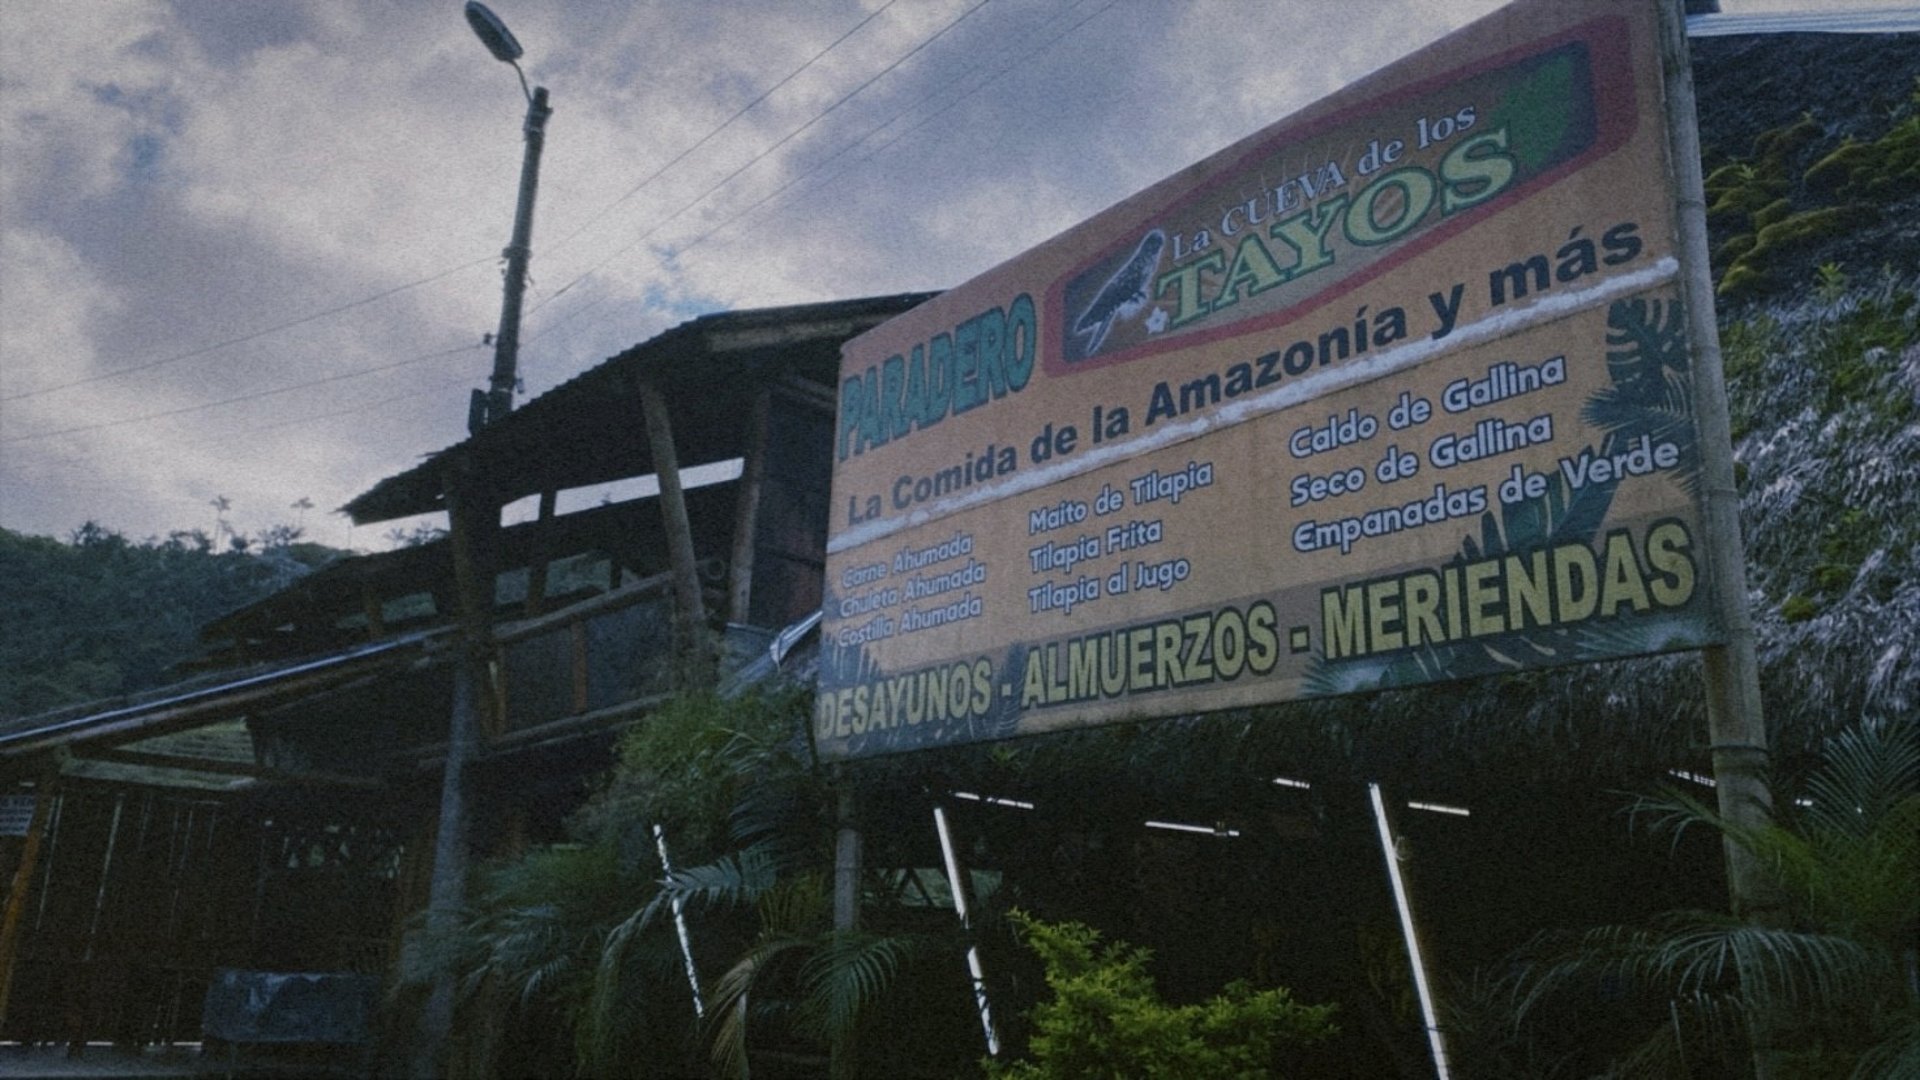 PARADERO
La CUEVA de los
TAYOS
La Comida de la Amazonía y más
Carne Ahumada
Chuleta Ahumada
Costilla Ahumada
Maito de Tilapia
Tilapia Frita
Tilapia al Jugo
Caldo de Gallina
Seco de Gallina
Empanadas de Verde
DESAYUNOS - ALMUERZOS - MERIENDAS